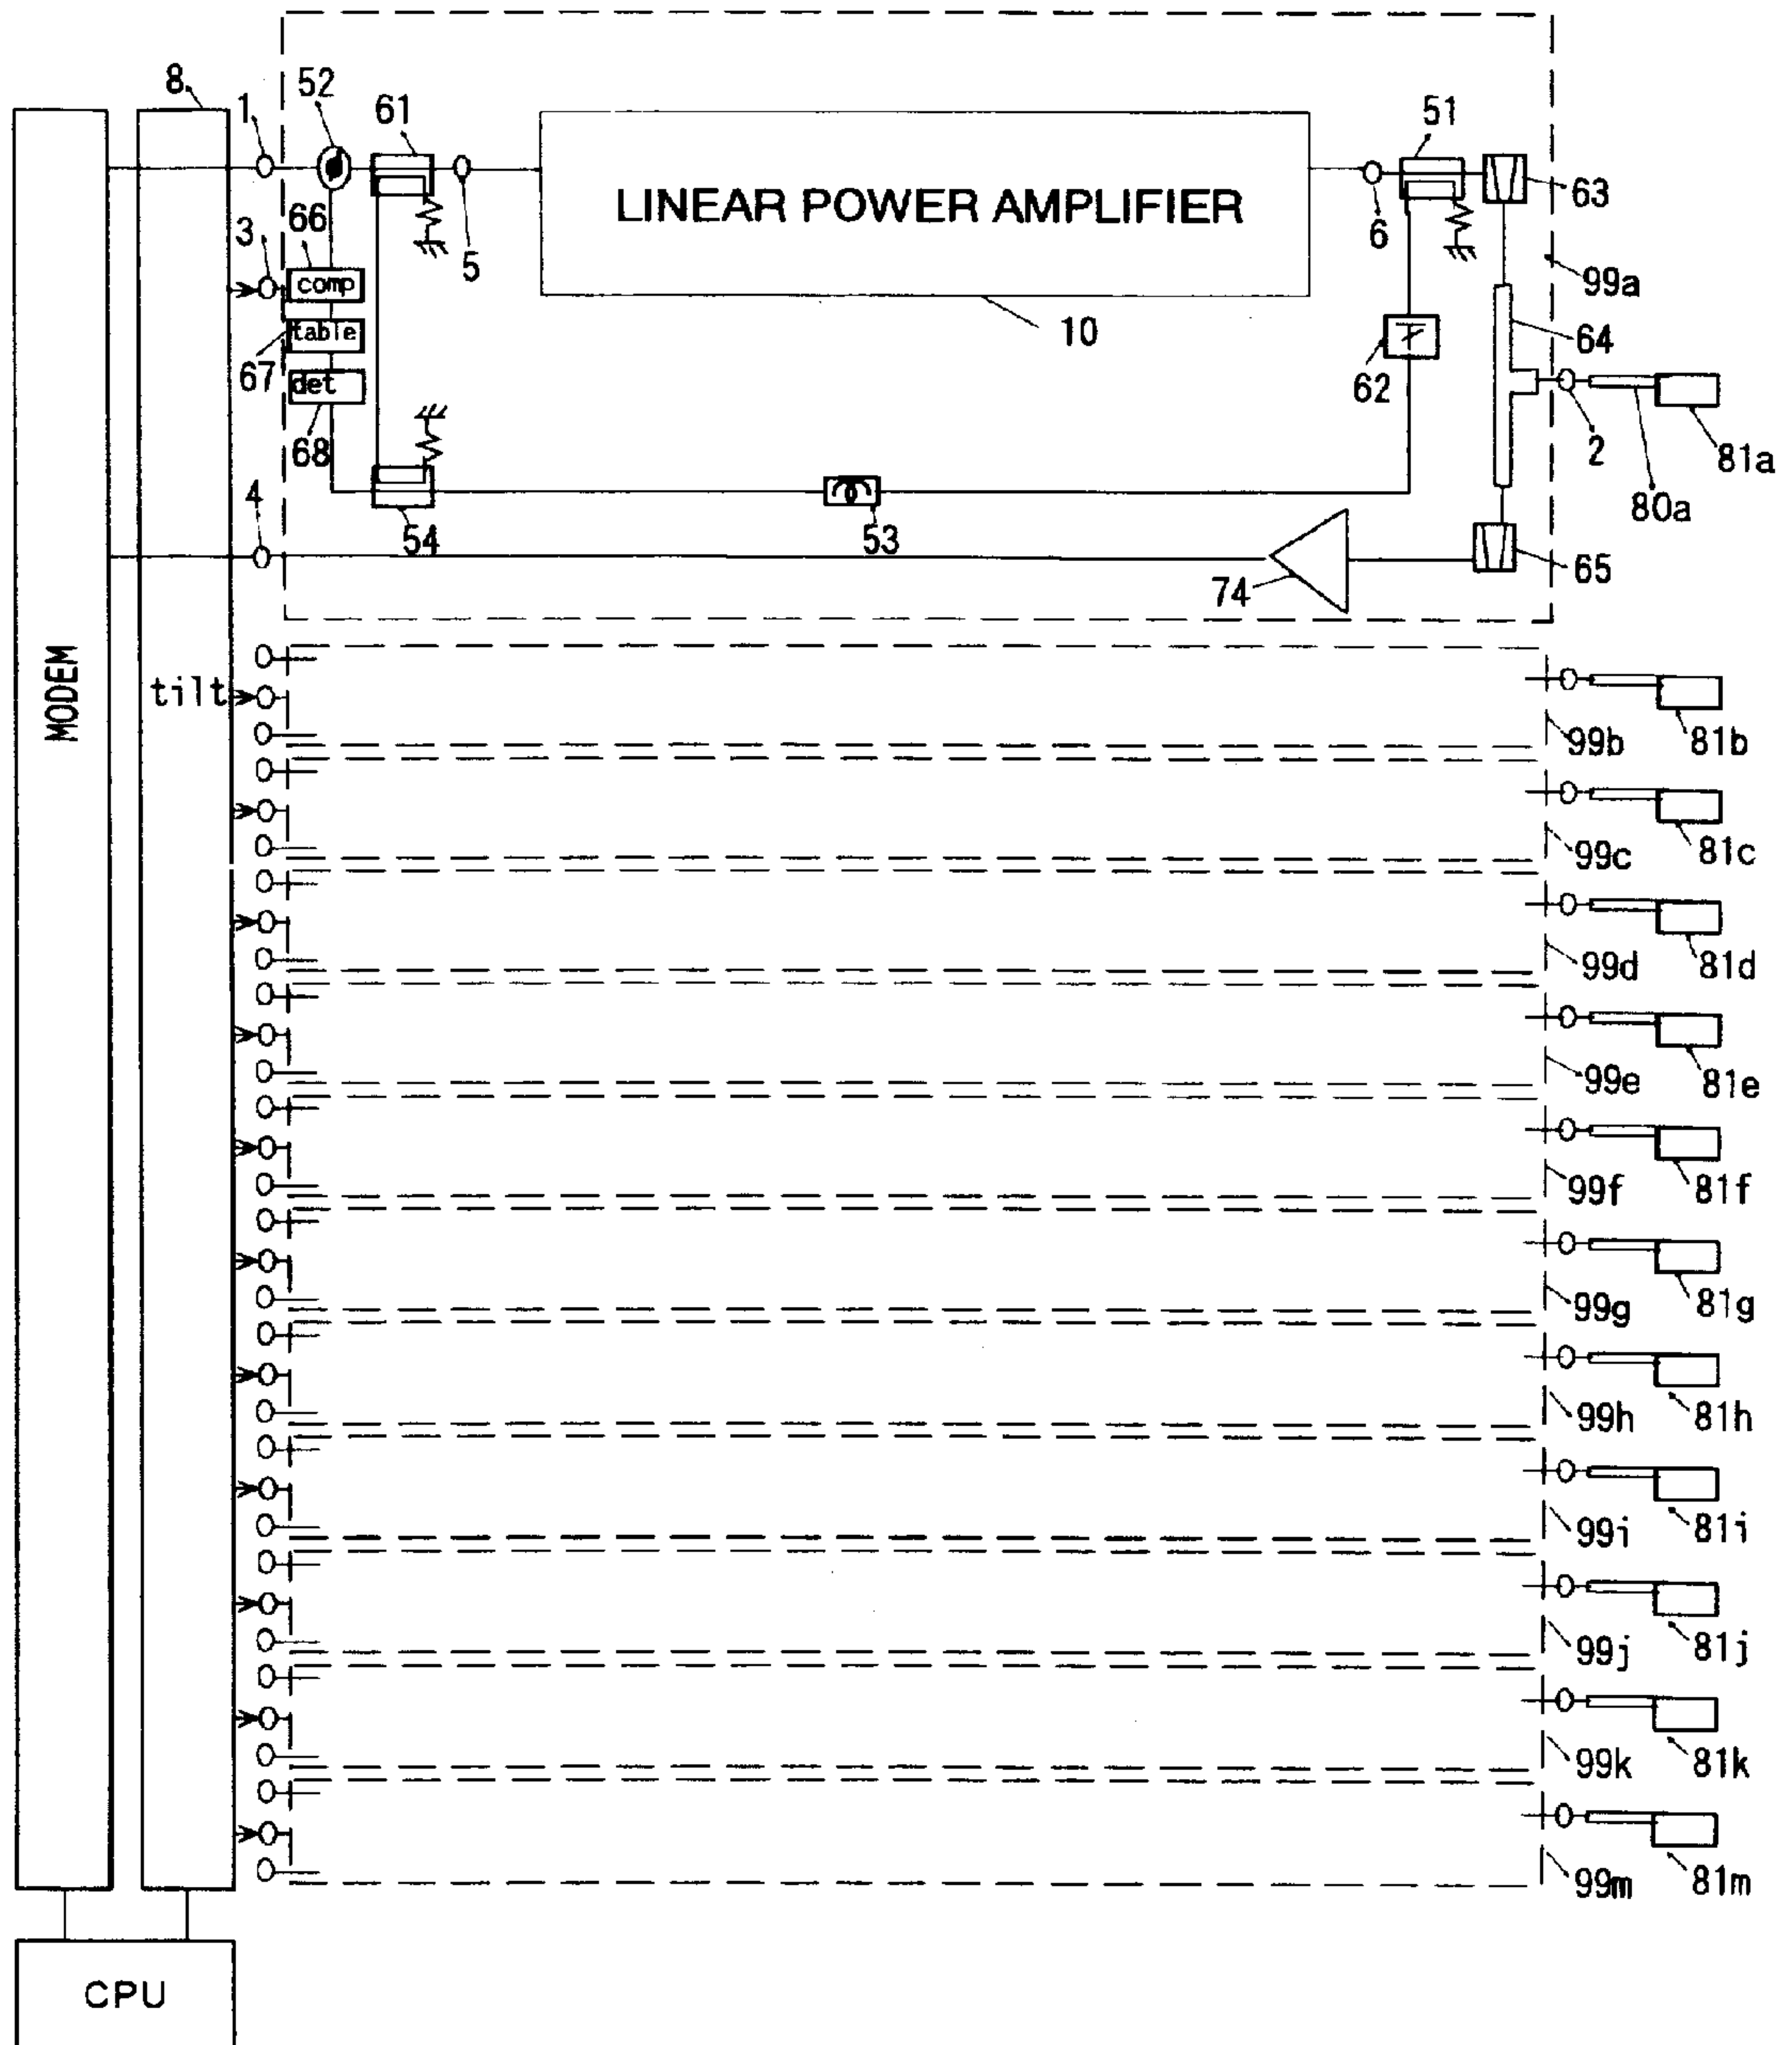 8
1
52
61
51
LINEAR POWER AMPLIFIER
63
5
6
3
66
comp
99a
table
10
64
67
det
62
68
2
81a
80a
4
54
53
74
65
MODEM
tilt
99b
81b
99c
81c
99d
81d
99e
81e
99f
81f
99g
81g
99h
81h
99i
81i
99j
81j
99k
81k
99m
81m
CPU